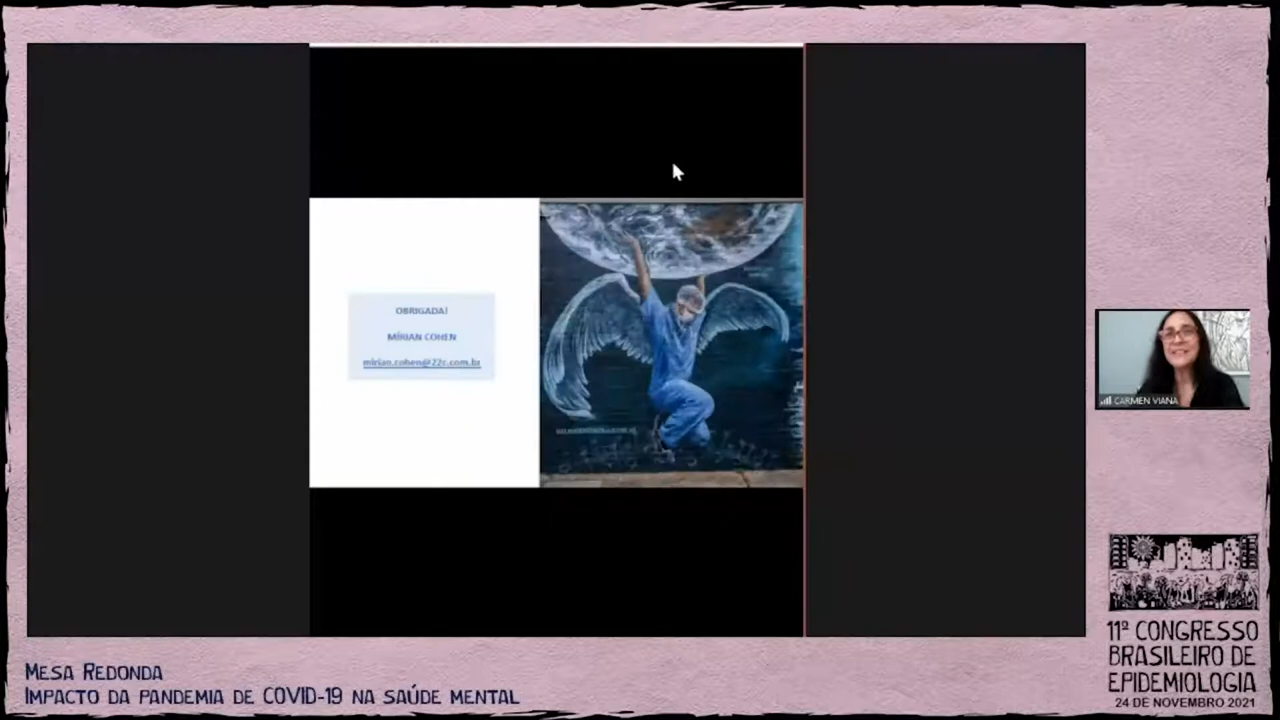 OBRIGADA!
MÍRIAN COHEN
mirian.cohen@22c.com.br
CARMEN VIANA
11º CONGRESSO
BRASILEIRO DE
EPIDEMIOLOGIA
24 DE NOVEMBRO 2021
MESA REDONDA
IMPACTO DA PANDEMIA DE COVID-19 NA SAÚDE MENTAL